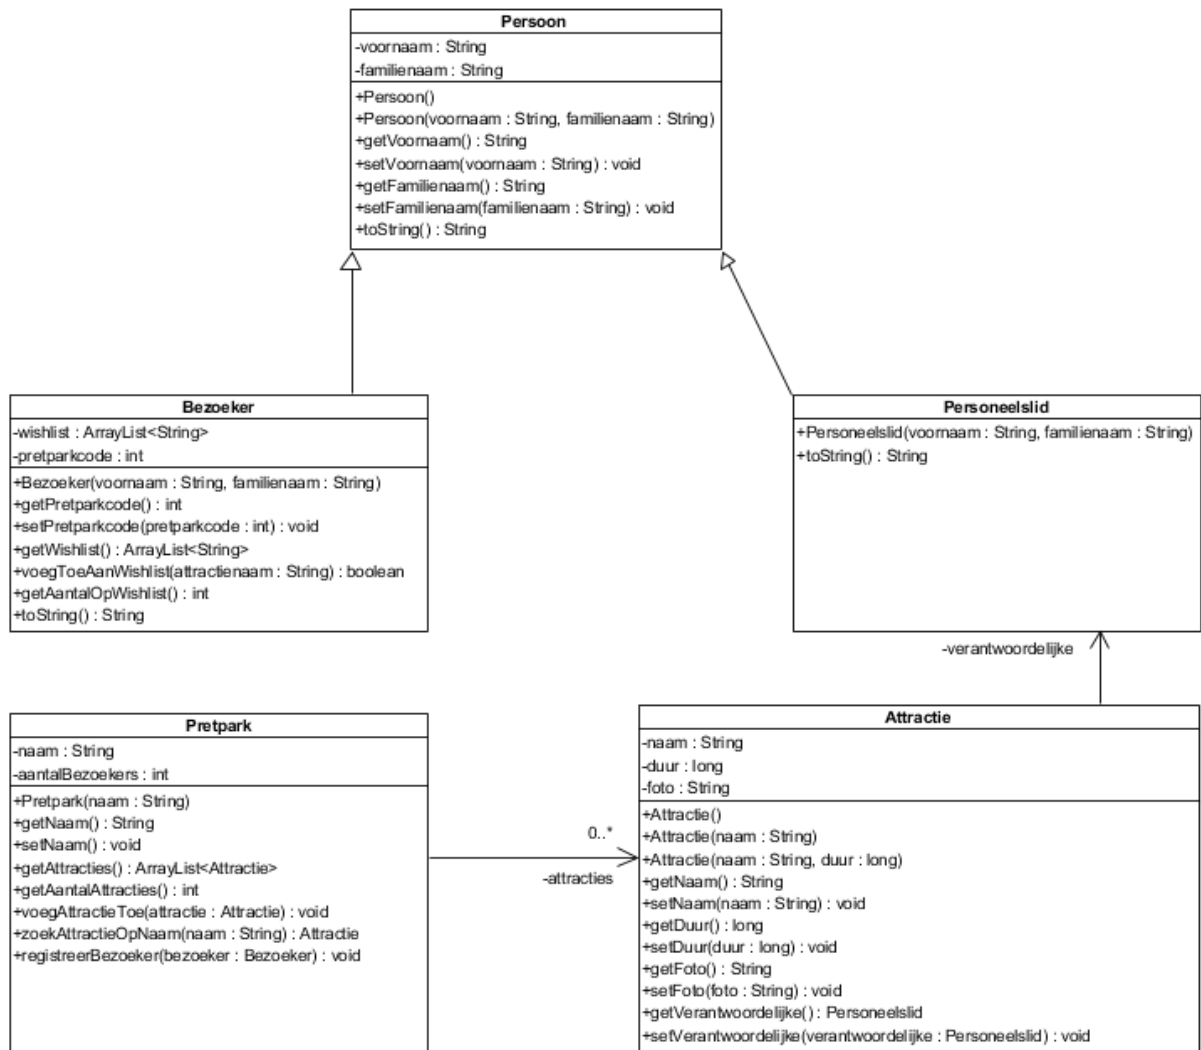 Persoon
-voornaam : String
-familienaam : String
+Persoon()
+Persoon(voornaam : String, familienaam : String)
+getVoornaam() : String
+setVoornaam(voornaam : String) : void
+getFamilienaam() : String
+setFamilienaam(familienaam : String) : void
+toString() : String
Bezoeker
-wishlist : ArrayList<String>
-pretparkcode : int
+Bezoeker(voornaam : String, familienaam : String)
+getPretparkcode() : int
+setPretparkcode(pretparkcode : int) : void
+getWishlist() : ArrayList<String>
+voegToeAanWishlist(attractienaam : String) : boolean
+getAantalOpWishlist() : int
+toString() : String
Personeelslid
+Personeelslid(voornaam : String, familienaam : String)
+toString() : String
-verantwoordelijke
Pretpark
-naam : String
-aantalBezoekers : int
+Pretpark(naam : String)
+getNaam() : String
+setNaam() : void
+getAttracties() : ArrayList<Attractie>
+getAantalAttracties() : int
+voegAttractieToe(attractie : Attractie) : void
+zoekAttractieOpNaam(naam : String) : Attractie
+registreerBezoeker(bezoeker : Bezoeker) : void
0..*
-attracties
Attractie
-naam : String
-duur : long
-foto : String
+Attractie()
+Attractie(naam : String)
+Attractie(naam : String, duur : long)
+getNaam() : String
+setNaam(naam : String) : void
+getDuur() : long
+setDuur(duur : long) : void
+getFoto() : String
+setFoto(foto : String) : void
+getVerantwoordelijke() : Personeelslid
+setVerantwoordelijke(verantwoordelijke : Personeelslid) : void